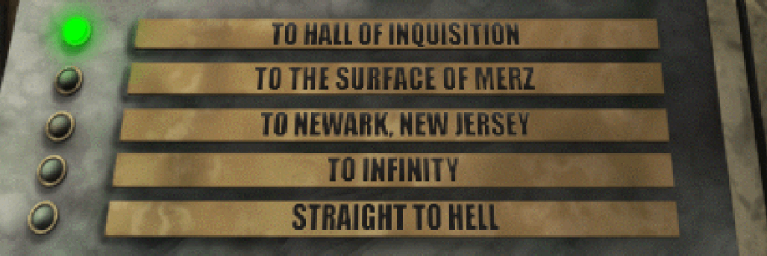 TO HALL OF INQUISITION
TO THE SURFACE OF MERZ
TO NEWARK, NEW JERSEY
TO INFINITY
STRAIGHT TO HELL